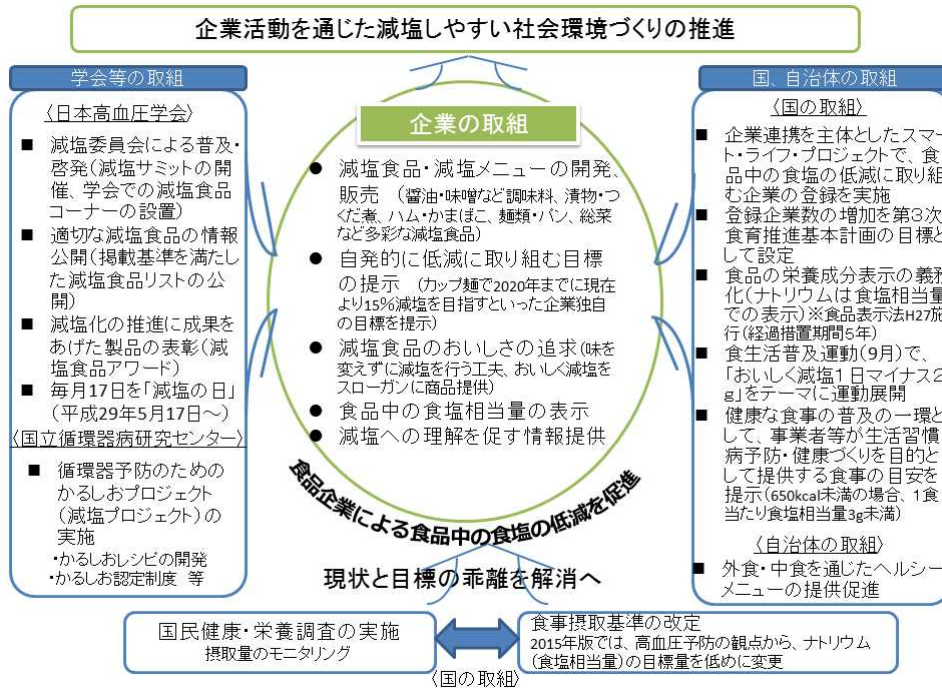 企業活動を通じた減塩しやすい社会環境づくりの推進
学会等の取組
〈日本高血圧学会〉
■ 減塩委員会による普及・
啓発(減塩サミットの開
催、学会での減塩食品
コーナーの設置)
■ 適切な減塩食品の情報
公開(掲載基準を満たし
た減塩食品リストの公
開)
■ 減塩化の推進に成果を
あげた製品の表彰(減
塩食品アワード)
■ 毎月17日を「減塩の日」
(平成29年5月17日~)
〈国立循環器病研究センター〉
■ 循環器予防のための
かるしおプロジェクト
(減塩プロジェクト)の
実施
・かるしおレシピの開発
・かるしお認定制度 等
企業の取組
● 減塩食品・減塩メニューの開発、
販売 (醤油・味噌など調味料、漬物・つ
くだ煮、ハム・かまぼこ、麺類・パン、総菜
など多彩な減塩食品)
● 自発的に低減に取り組む目標
の提示 (カップ麺で2020年までに現在
より15%減塩を目指すといった企業独自
の目標を提示)
● 減塩食品のおいしさの追求(味を
変えずに減塩を行う工夫、おいしく減塩を
スローガンに商品提供)
● 食品中の食塩相当量の表示
● 減塩への理解を促す情報提供
食品企業による食品中の食塩の低減を促進
国、自治体の取組
〈国の取組〉
■ 企業連携を主体としたスマー
ト・ライフ・プロジェクトで、食
品中の食塩の低減に取り組
む企業の登録を実施
■ 登録企業数の増加を第3次
食育推進基本計画の目標と
して設定
■ 食品の栄養成分表示の義務
化(ナトリウムは食塩相当量
での表示)※食品表示法H27施
行(経過措置期間5年)
■ 食生活普及運動(9月)で、
「おいしく減塩1日マイナス2
g」をテーマに運動展開
■ 健康な食事の普及の一環と
して、事業者等が生活習慣
病予防・健康づくりを目的と
して提供する食事の目安を
提示(650kcal未満の場合、1食
当たり食塩相当量3g未満)
〈自治体の取組〉
■ 外食・中食を通じたヘルシー
メニューの提供促進
現状と目標の乖離を解消へ
国民健康・栄養調査の実施
摂取量のモニタリング
食事摂取基準の改定
2015年版では、高血圧予防の観点から、ナトリウム
(食塩相当量)の目標量を低めに変更
〈国の取組〉